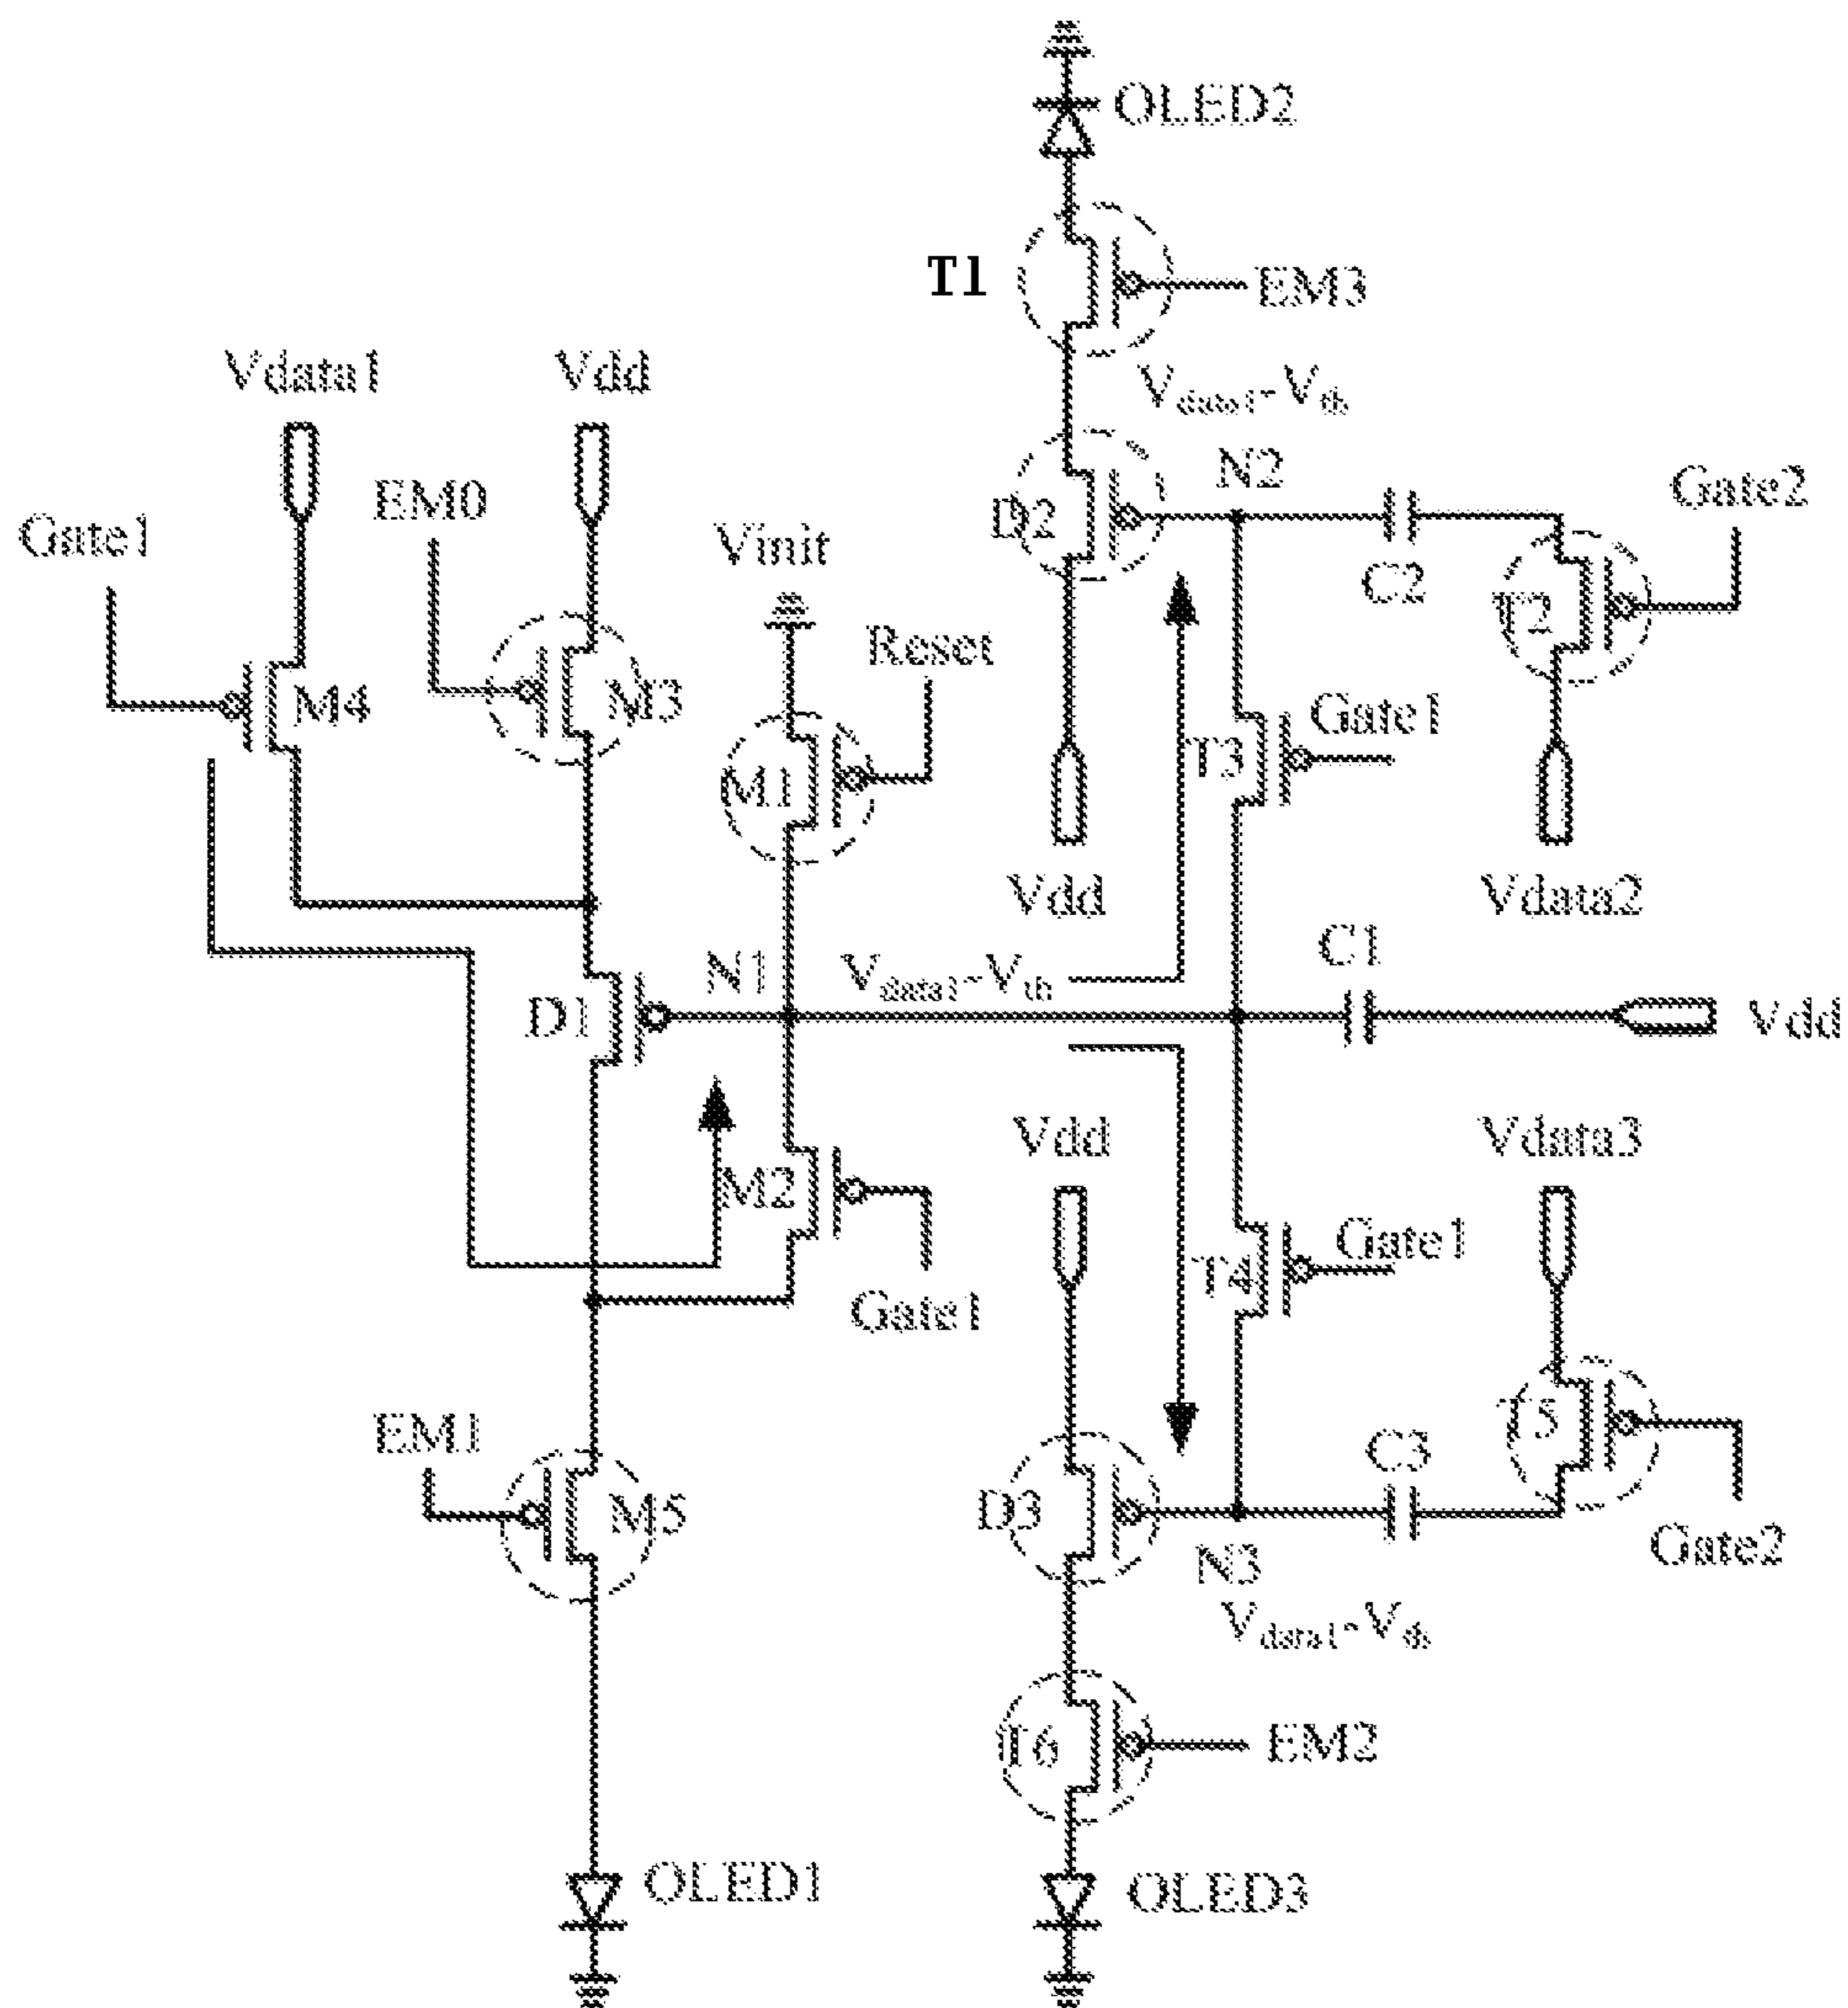 OLED2
T1
EM3
Vdata1
Vdd
Vdata1-Vth
N2
Gate2
EM0
D2
Gate1
Vinit
C2
T2
Reset
M4
M3
Gate1
T3
M1
Vdd
Vdata2
C1
N1
Vdata1-Vth
D1
Vdd
Vdd
Vdata3
M2
Gate1
T4
Gate1
EM1
T5
C3
M5
D3
Gate2
N3
Vdata1-Vth
T6
EM2
OLED1
OLED3